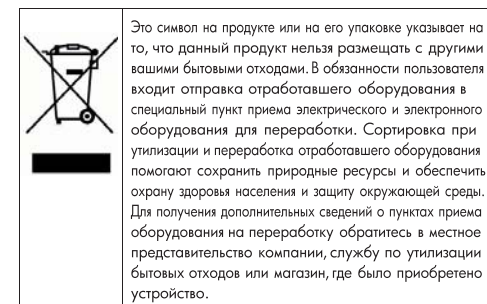 Это символ на продукте или на его упаковке указывает на
то, что данный продукт нельзя размещать с другими
вашими бытовыми отходами. В обязанности пользователя
входит отправка отработавшего оборудования в
специальный пункт приема электрического и электронного
оборудования для переработки. Сортировка при
утилизации и переработка отработавшего оборудования
помогают сохранить природные ресурсы и обеспечить
охрану здоровья населения и защиту окружающей среды.
Для получения дополнительных сведений о пунктах приема
оборудования на переработку обратитесь в местное
представительство компании, службу по утилизации
бытовых отходов или магазин, где было приобретено
устройство.